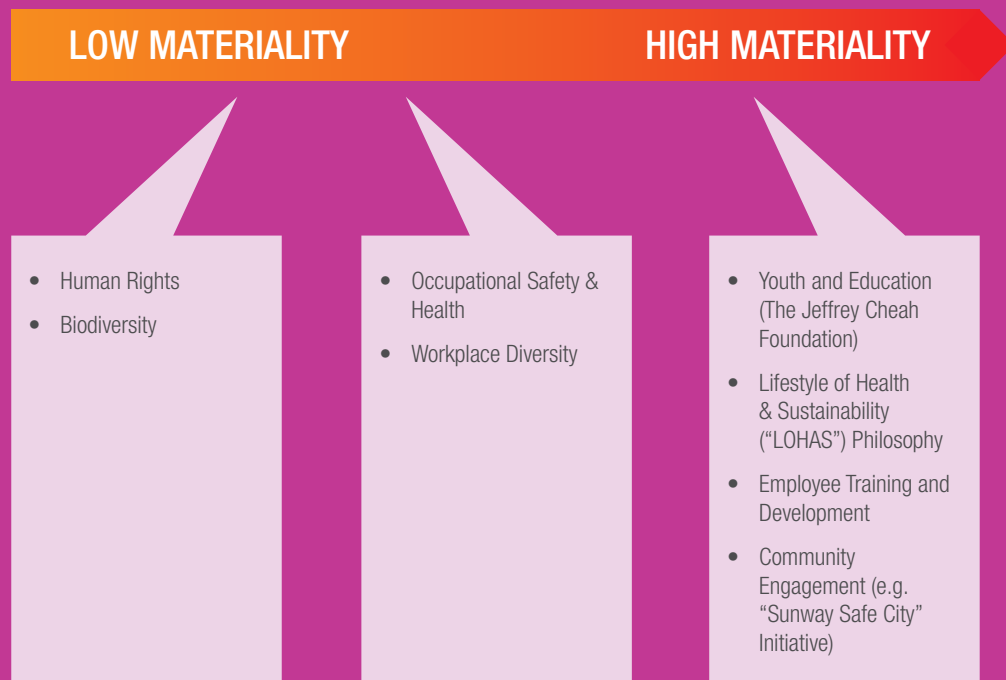 LOW MATERIALITY
HIGH MATERIALITY
• Human Rights
• Biodiversity
• Occupational Safety &
Health
• Workplace Diversity
• Youth and Education
(The Jeffrey Cheah
Foundation)
• Lifestyle of Health
& Sustainability
(“LOHAS”) Philosophy
• Employee Training and
Development
• Community
Engagement (e.g.
“Sunway Safe City”
Initiative)